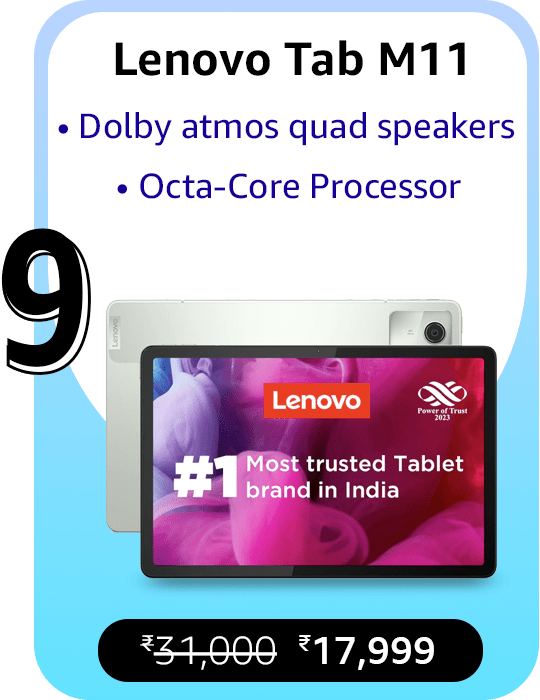 Lenovo Tab M11
• Dolby atmos quad speakers
• Octa-Core Processor
9
Lenovo
Lenovo
Power of Trust
2023
#1 Most trusted Tablet
brand in India
₹31,000 ₹17,999